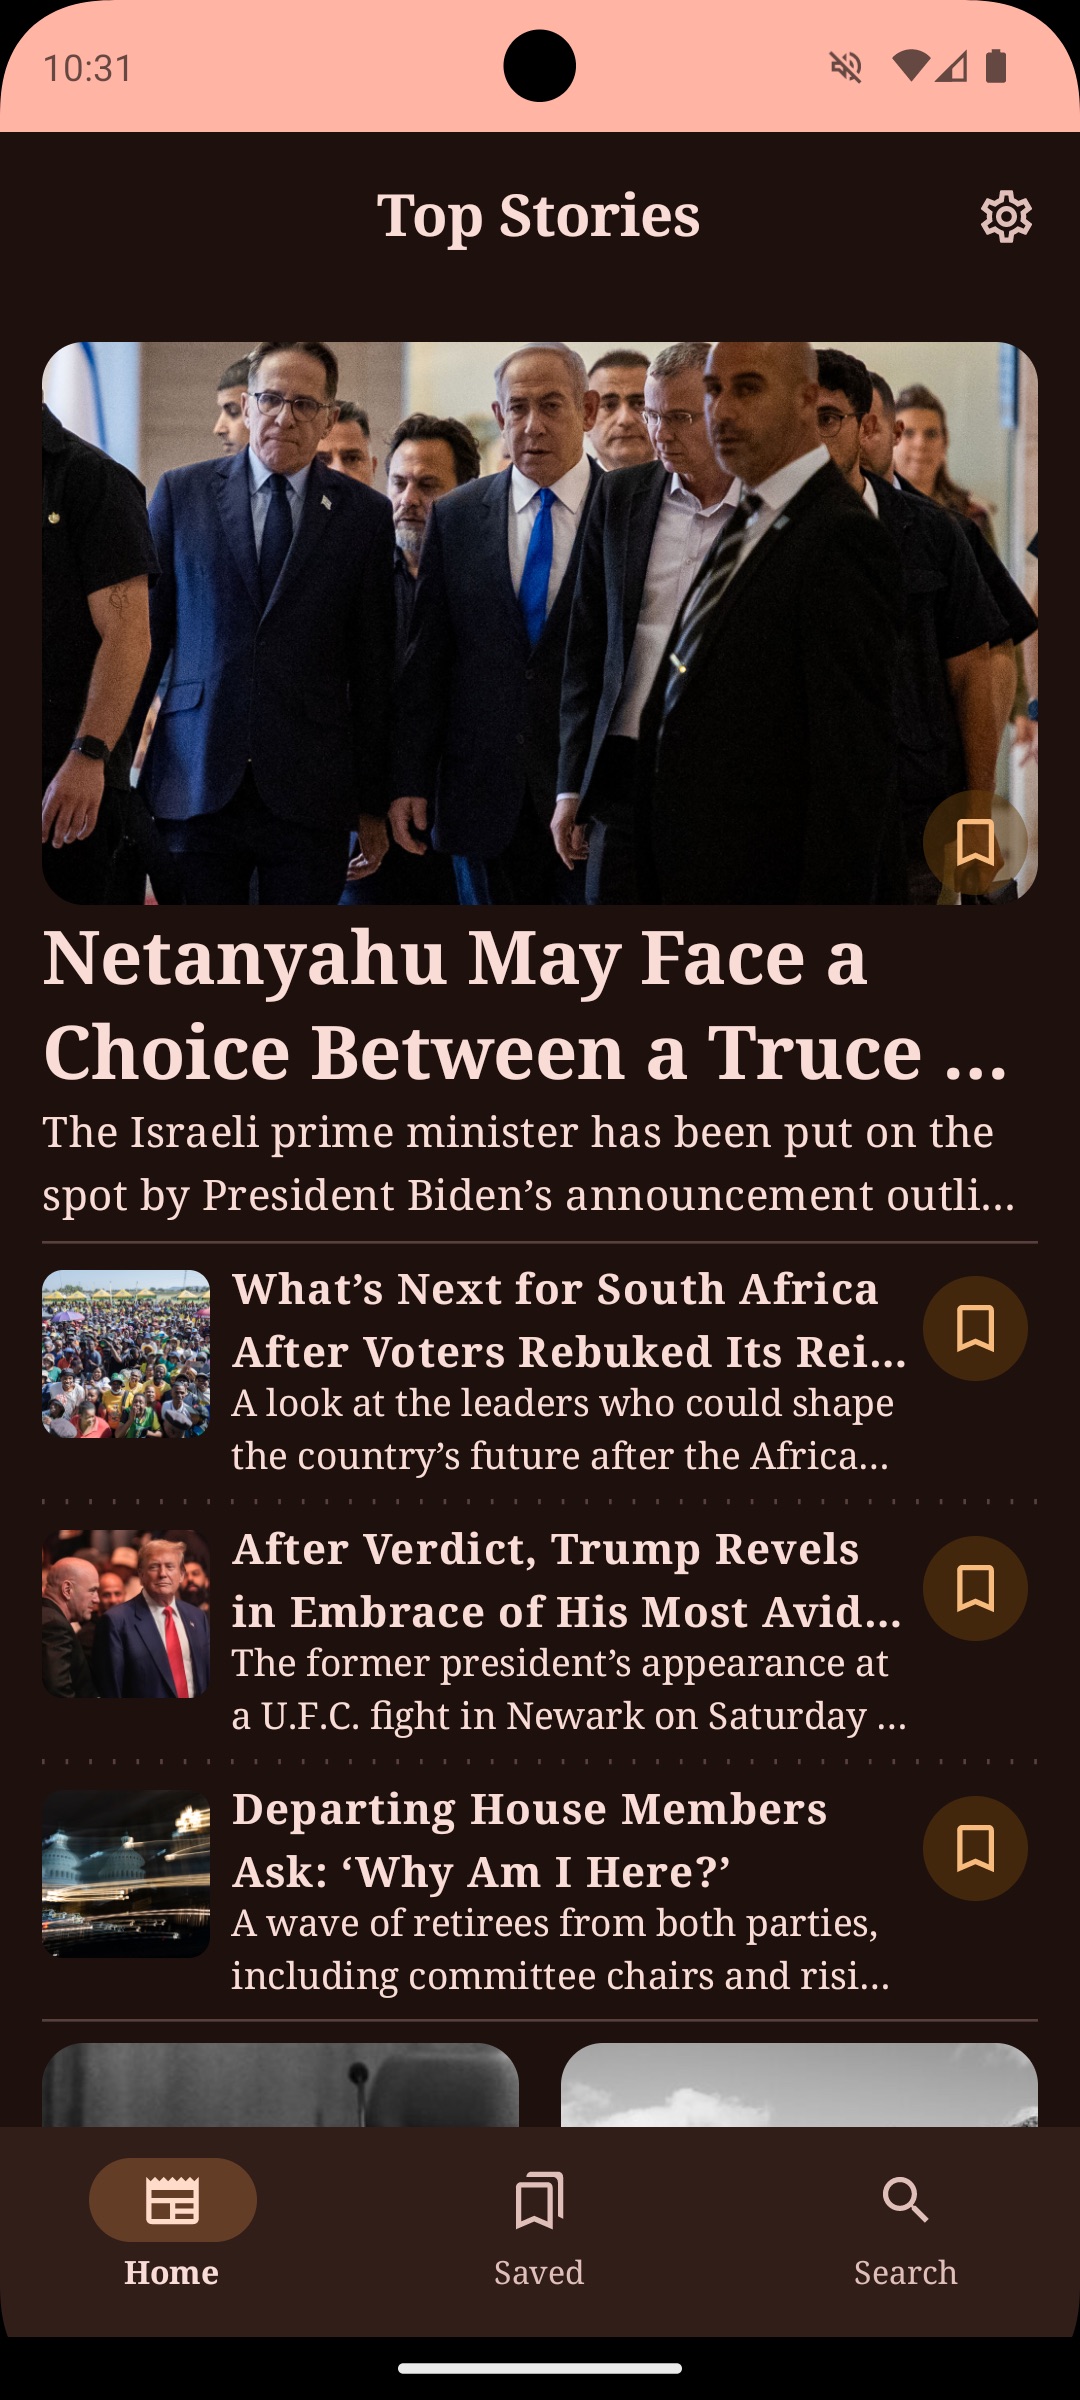 10:31
Top Stories
Netanyahu May Face a
Choice Between a Truce ...
The Israeli prime minister has been put on the
spot by President Biden’s announcement outli...
What’s Next for South Africa
After Voters Rebuked Its Rei...
A look at the leaders who could shape
the country’s future after the Africa...
After Verdict, Trump Revels
in Embrace of His Most Avid...
The former president’s appearance at
a U.F.C. fight in Newark on Saturday ...
Departing House Members
Ask: ‘Why Am I Here?’
A wave of retirees from both parties,
including committee chairs and risi...
Home
Saved
Search